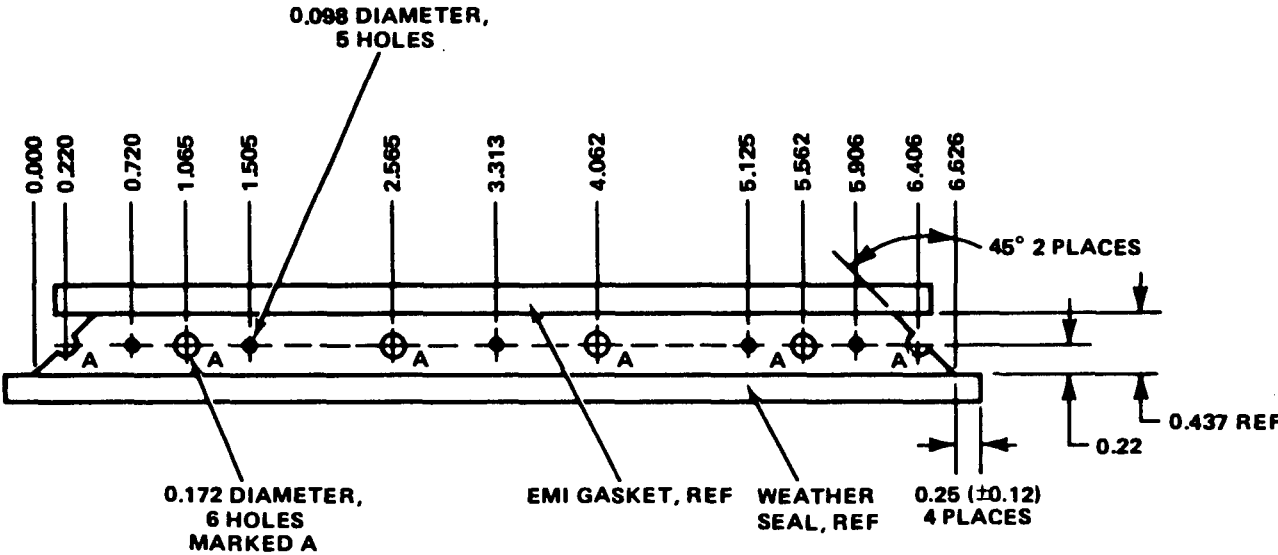 0.098 DIAMETER,
5 HOLES
0.000
0.220
0.720
1.065
1.505
2.565
3.313
4.062
5.125
5.562
5.906
6.406
6.626
45° 2 PLACES
A
A
A
A
A
A
0.437 REF
0.22
0.172 DIAMETER,
6 HOLES
MARKED A
EMI GASKET, REF
WEATHER
SEAL, REF
0.25 (±0.12)
4 PLACES